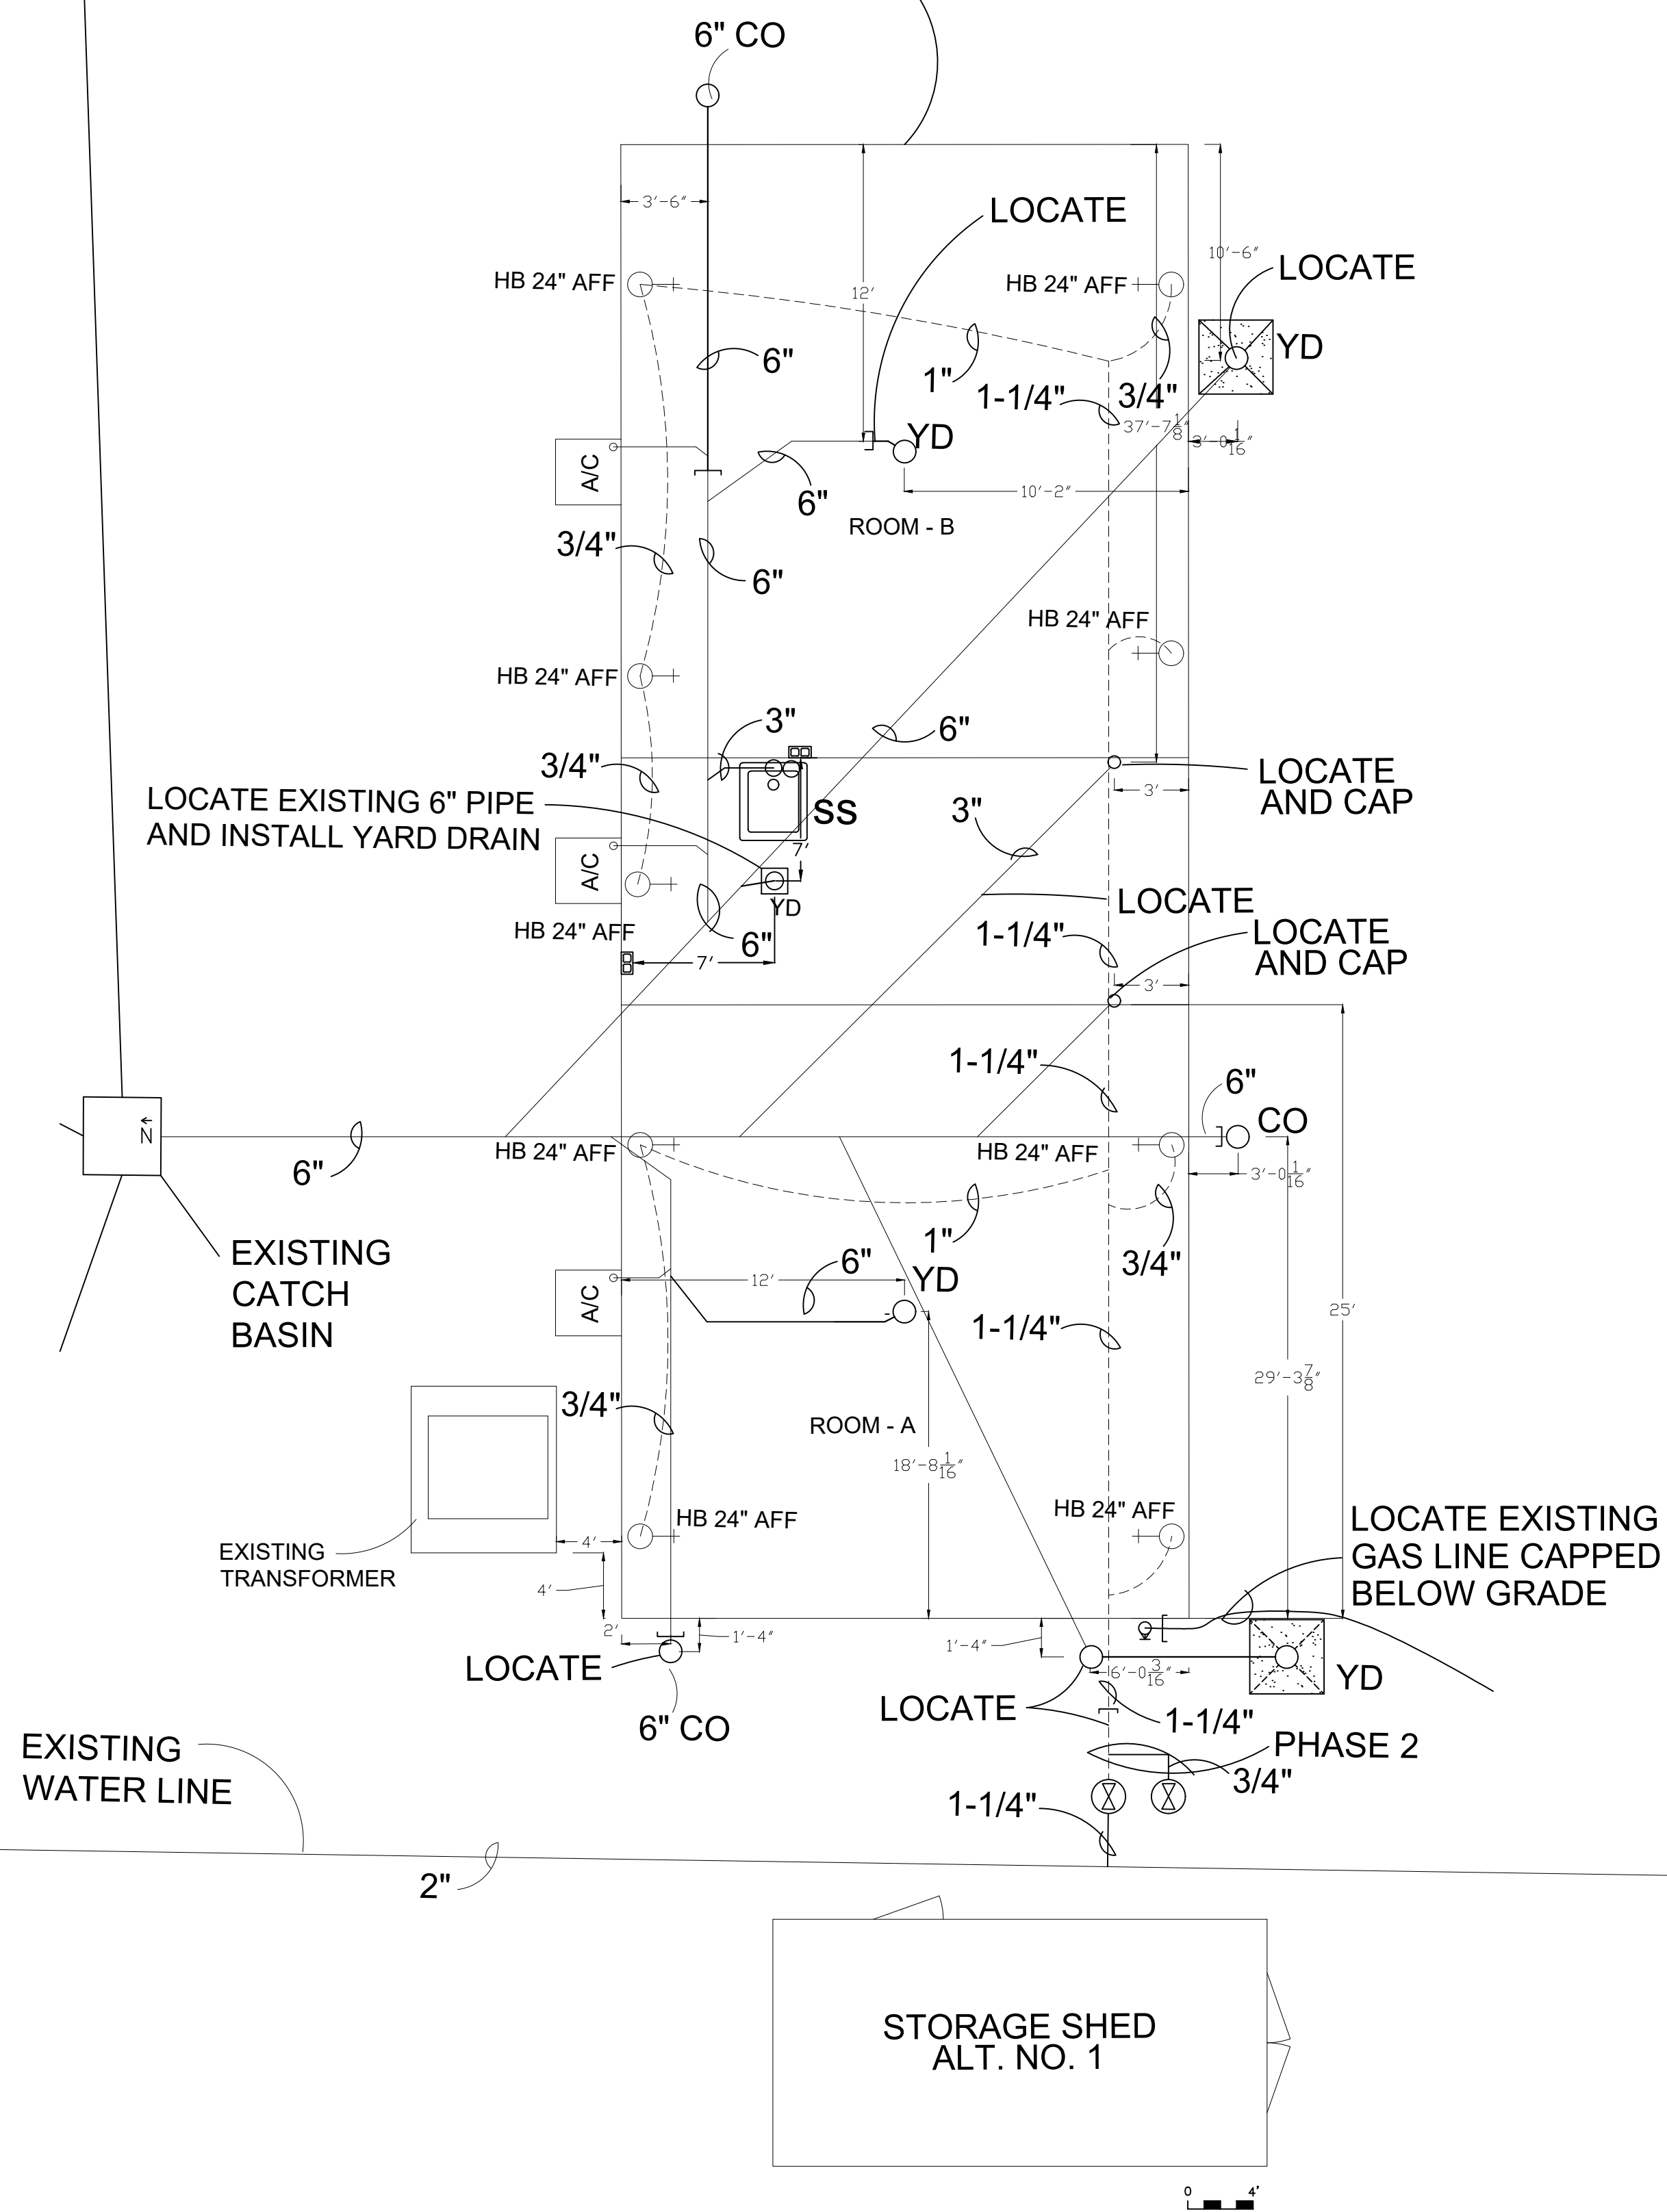 6" CO
3'-6"
LOCATE
10'-6"
LOCATE
HB 24" AFF
HB 24" AFF
12'
YD
6"
1"
1-1/4"
3/4"
37'-7 1/8"
3'-0 1/16"
YD
A/C
6"
10'-2"
ROOM - B
3/4"
6"
HB 24" AFF
HB 24" AFF
3"
6"
3/4"
LOCATE
AND CAP
3'
LOCATE EXISTING 6" PIPE
AND INSTALL YARD DRAIN
SS
3"
7'
A/C
YD
LOCATE
HB 24" AFF
6"
1-1/4"
LOCATE
AND CAP
7'
3'
1-1/4"
6"
CO
N
HB 24" AFF
HB 24" AFF
6"
3'-0 1/16"
EXISTING
CATCH
BASIN
1"
3/4"
6"
YD
12'
A/C
1-1/4"
25'
29'-3 7/8"
3/4"
ROOM - A
18'-8 1/16"
HB 24" AFF
HB 24" AFF
LOCATE EXISTING
GAS LINE CAPPED
BELOW GRADE
EXISTING
TRANSFORMER
4'
4'
2'
1'-4"
1'-4"
LOCATE
6'-0 3/16"
YD
6" CO
LOCATE
1-1/4"
EXISTING
WATER LINE
PHASE 2
3/4"
1-1/4"
2"
STORAGE SHED
ALT. NO. 1
0 4'